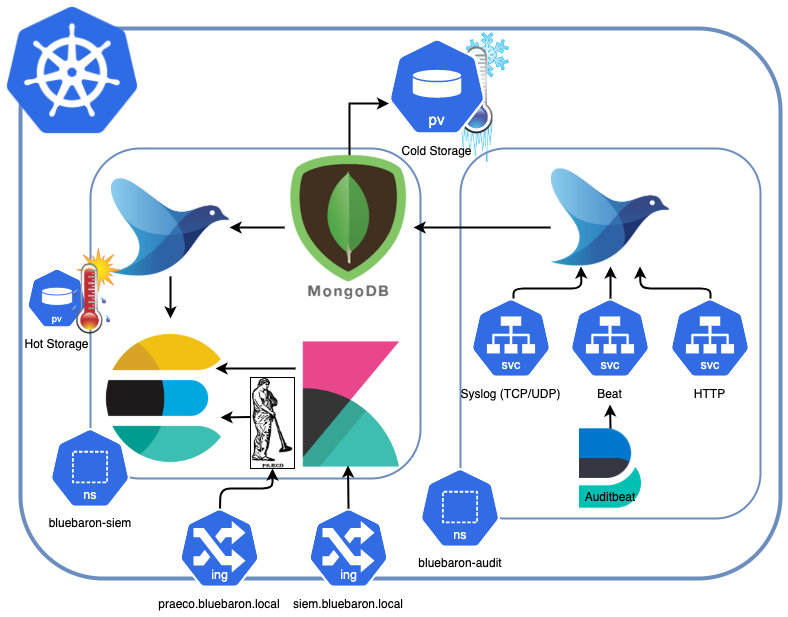 pv
Cold Storage
MongoDB
pv
Hot Storage
svc
svc
svc
Syslog (TCP/UDP)
Beat
HTTP
PRÆCO
Auditbeat
ns
bluebaron-siem
ns
bluebaron-audit
ing
ing
praeco.bluebaron.local
siem.bluebaron.local